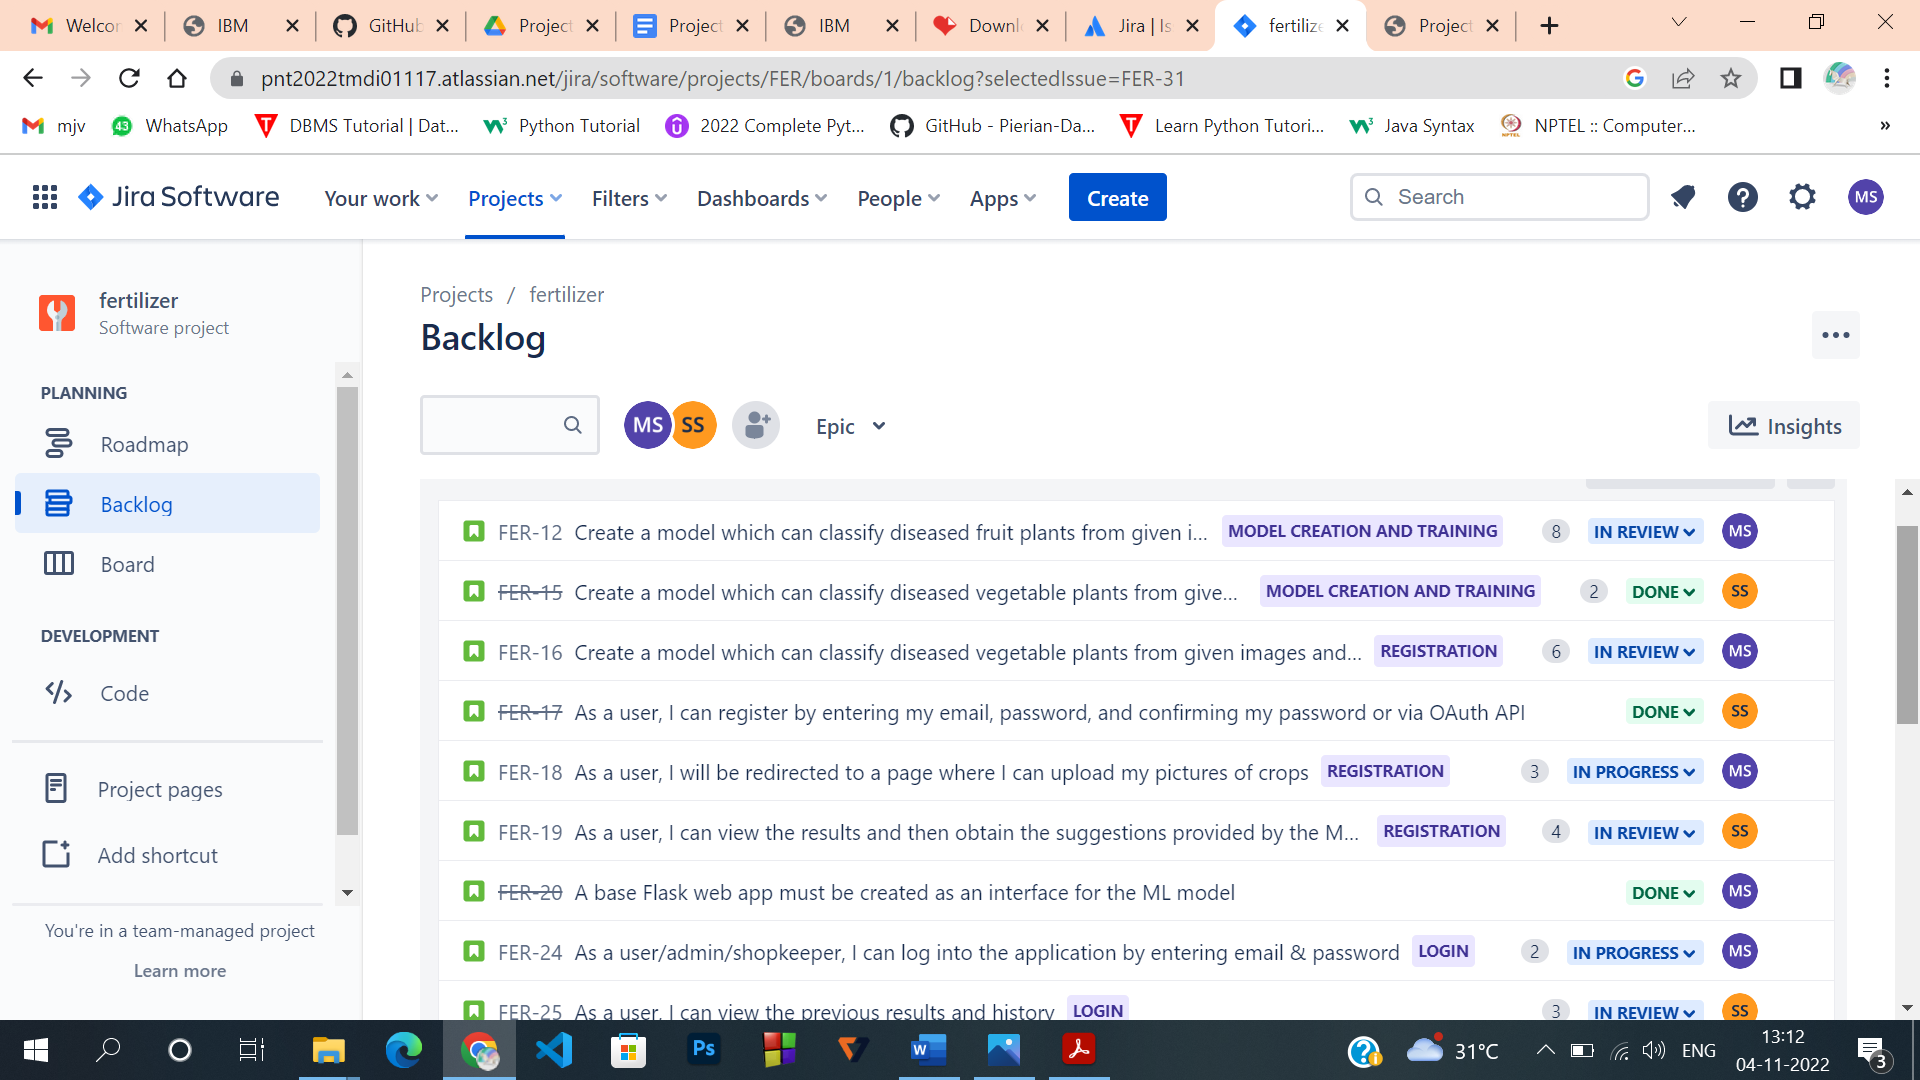 Welcon
IBM
GitHub
Project
Project
IBM
Downl
Jira | Is
fertilize
Project
pnt2022tmdi01117.atlassian.net/jira/software/projects/FER/boards/1/backlog?selectedIssue=FER-31
mjv
43 WhatsApp
DBMS Tutorial | Dat...
Python Tutorial
2022 Complete Pyt...
GitHub - Pierian-Da...
Learn Python Tutori...
Java Syntax
NPTEL :: Computer...
»
Jira Software
Your work
Projects
Filters
Dashboards
People
Apps
Create
Search
MS
fertilizer
Software project
PLANNING
Roadmap
Backlog
Board
DEVELOPMENT
Code
Project pages
Add shortcut
You're in a team-managed project
Learn more
Projects / fertilizer
Backlog
MS SS
Epic
Insights
FER-12 Create a model which can classify diseased fruit plants from given i... MODEL CREATION AND TRAINING 8 IN REVIEW MS
FER-15 Create a model which can classify diseased vegetable plants from give... MODEL CREATION AND TRAINING 2 DONE SS
FER-16 Create a model which can classify diseased vegetable plants from given images and... REGISTRATION 6 IN REVIEW MS
FER-17 As a user, I can register by entering my email, password, and confirming my password or via OAuth API DONE SS
FER-18 As a user, I will be redirected to a page where I can upload my pictures of crops REGISTRATION 3 IN PROGRESS MS
FER-19 As a user, I can view the results and then obtain the suggestions provided by the M... REGISTRATION 4 IN REVIEW SS
FER-20 A base Flask web app must be created as an interface for the ML model DONE MS
FER-24 As a user/admin/shopkeeper, I can log into the application by entering email & password LOGIN 2 IN PROGRESS MS
FER-25 As a user, I can view the previous results and history LOGIN 3 IN REVIEW SS
Ps
31°C
ENG
13:12
04-11-2022
3